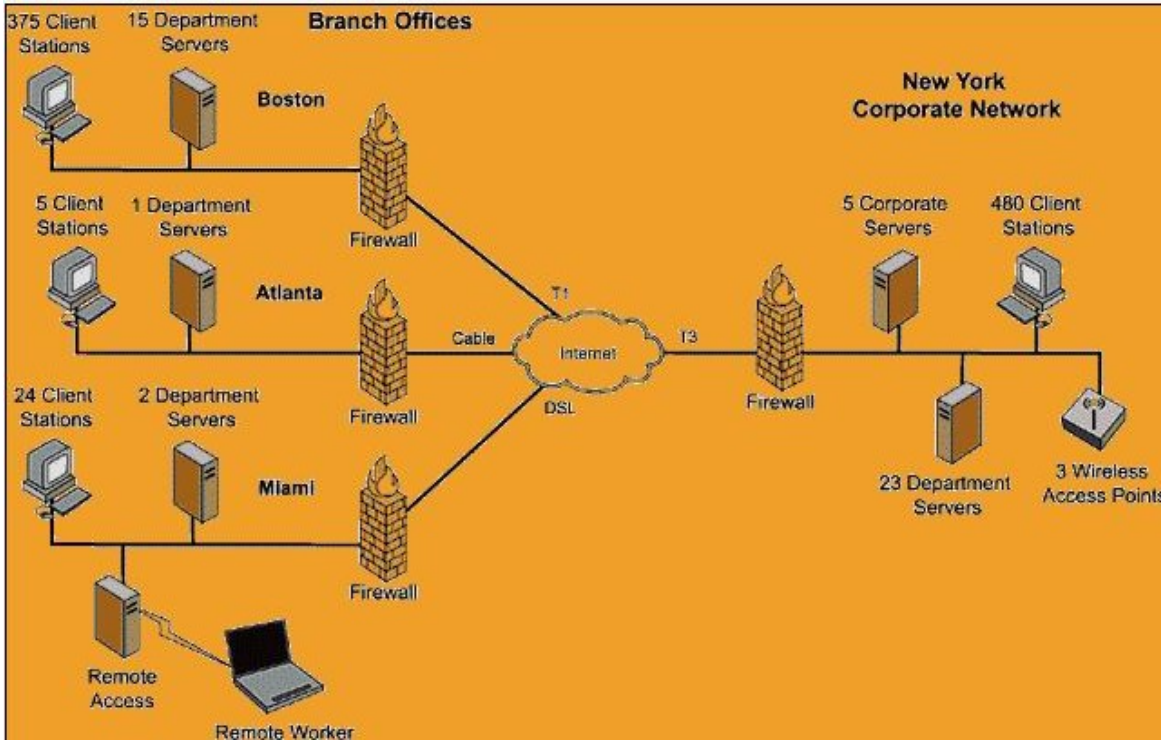 375 Client
Stations
15 Department
Servers
Branch Offices
Boston
Firewall
New York
Corporate Network
5 Client
Stations
1 Department
Servers
Atlanta
Firewall
T1
Cable
Internet
T3
DSL
Firewall
5 Corporate
Servers
480 Client
Stations
23 Department
Servers
3 Wireless
Access Points
24 Client
Stations
2 Department
Servers
Miami
Firewall
Remote
Access
Remote Worker